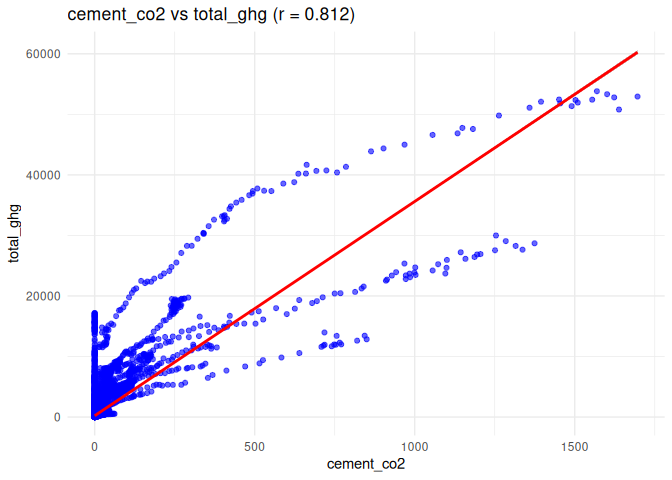 cement_co2 vs total_ghg (r = 0.812)
60000
40000
20000
0
total_ghg
0 500 1000 1500
cement_co2